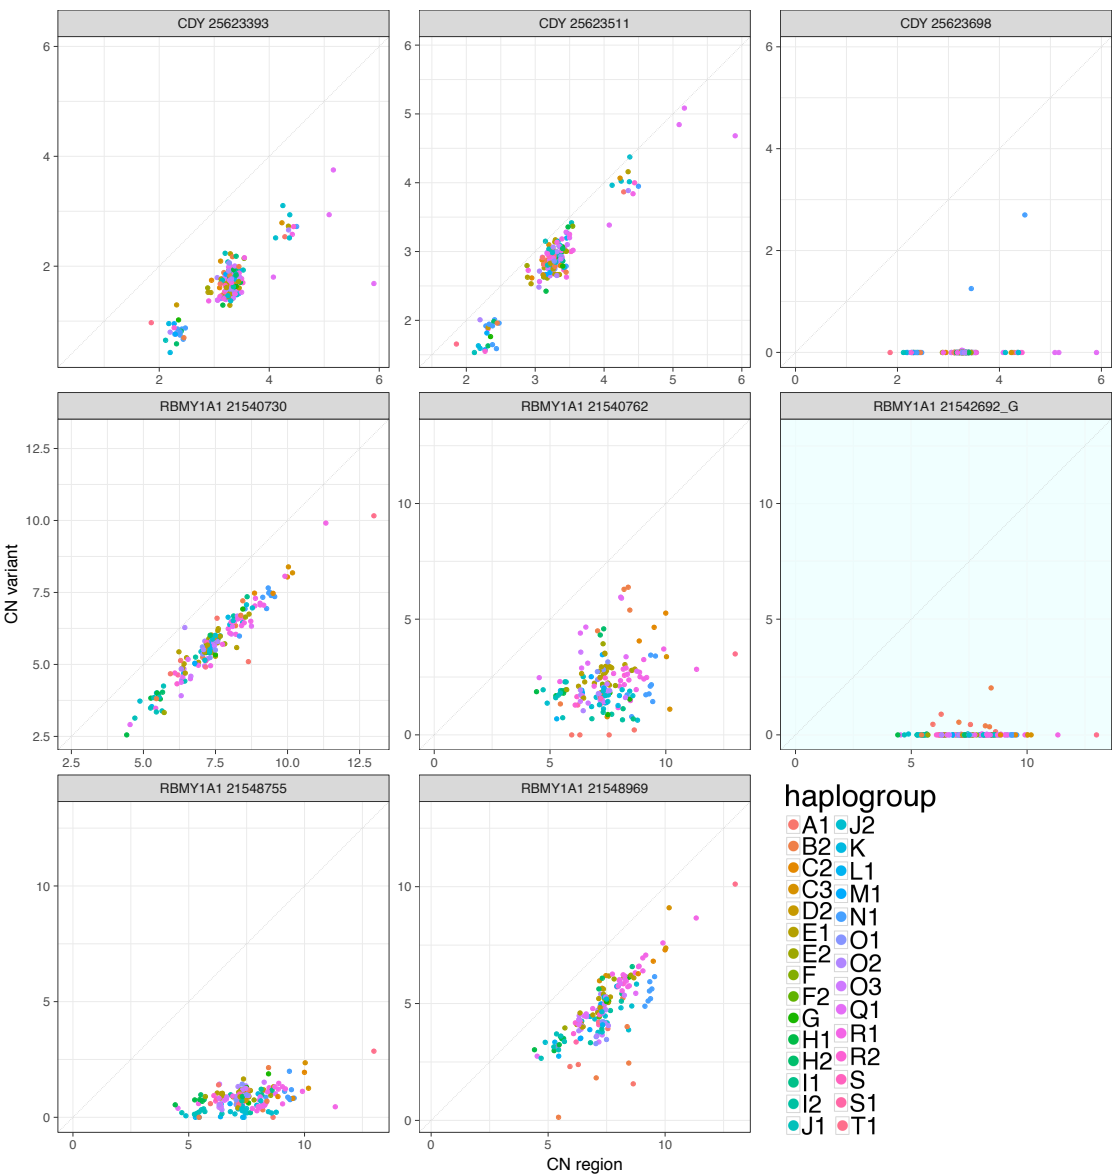 CDY 25623393
CDY 25623511
CDY 25623698
6
4
2
2
4
6
6
5
4
3
2
2
3
4
5
6
6
4
2
0
0
2
4
6
RBMY1A1 21540730
RBMY1A1 21540762
RBMY1A1 21542692_G
12.5
10.0
7.5
5.0
2.5
2.5
5.0
7.5
10.0
12.5
10
5
0
0
5
10
10
5
0
0
5
10
CN variant
RBMY1A1 21548755
RBMY1A1 21548969
10
5
0
0
5
10
10
5
0
0
5
10
CN region
haplogroup
A1
B2
C2
C3
D2
E1
E2
F
F2
G
H1
H2
I1
I2
J1
J2
K
L1
M1
N1
O1
O2
O3
Q1
R1
R2
S
S1
T1